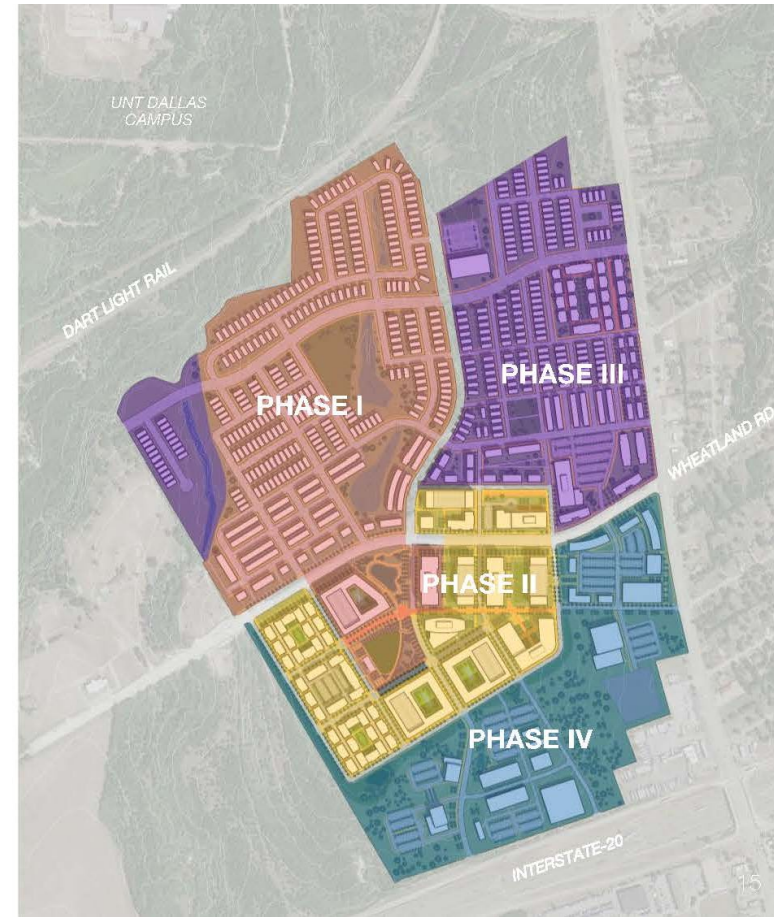 UNT DALLAS
CAMPUS
DART LIGHT RAIL
PHASE III
PHASE I
WHEATLAND RD
PHASE II
PHASE IV
INTERSTATE-20
15